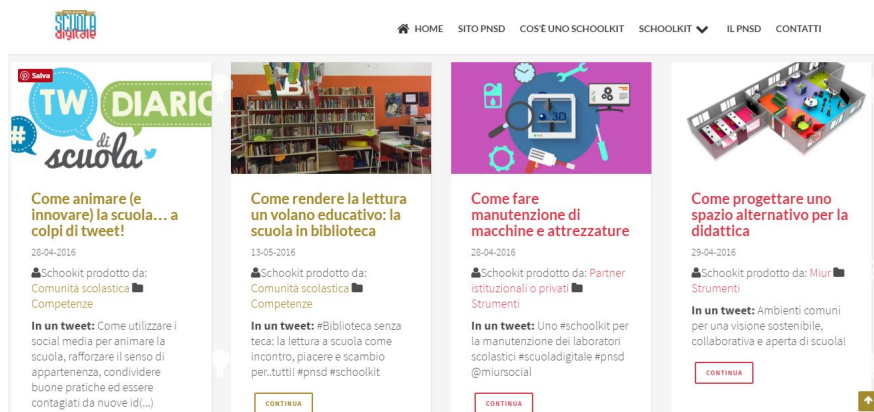 SCUOLA
digitale
HOME
SITO PNSD
COS'È UNO SCHOOLKIT
SCHOOLKIT
IL PNSD
CONTATTI
Salva
#
TW DIARIO
di
scuola
Come animare (e
innovare) la scuola… a
colpi di tweet!
28-04-2016
Schookit prodotto da:
Comunità scolastica
Competenze
In un tweet: Come utilizzare i
social media per animare la
scuola, rafforzare il senso di
appartenenza, condividere
buone pratiche ed essere
contagiati da nuove id(...)
Come rendere la lettura
un volano educativo: la
scuola in biblioteca
13-05-2016
Schookit prodotto da:
Comunità scolastica
Competenze
In un tweet: #Biblioteca senza
teca: la lettura a scuola come
incontro, piacere e scambio
per..tutti! #pnsd #schoolkit
CONTINUA
3D
Come fare
manutenzione di
macchine e attrezzature
28-04-2016
Schookit prodotto da: Partner
istituzionali o privati
Strumenti
In un tweet: Uno #schoolkit per
la manutenzione dei laboratori
scolastici #scuoladigitale #pnsd
@miursocial
CONTINUA
Come progettare uno
spazio alternativo per la
didattica
29-04-2016
Schookit prodotto da: Miur
Strumenti
In un tweet: Ambienti comuni
per una visione sostenibile,
collaborativa e aperta di scuola!
CONTINUA